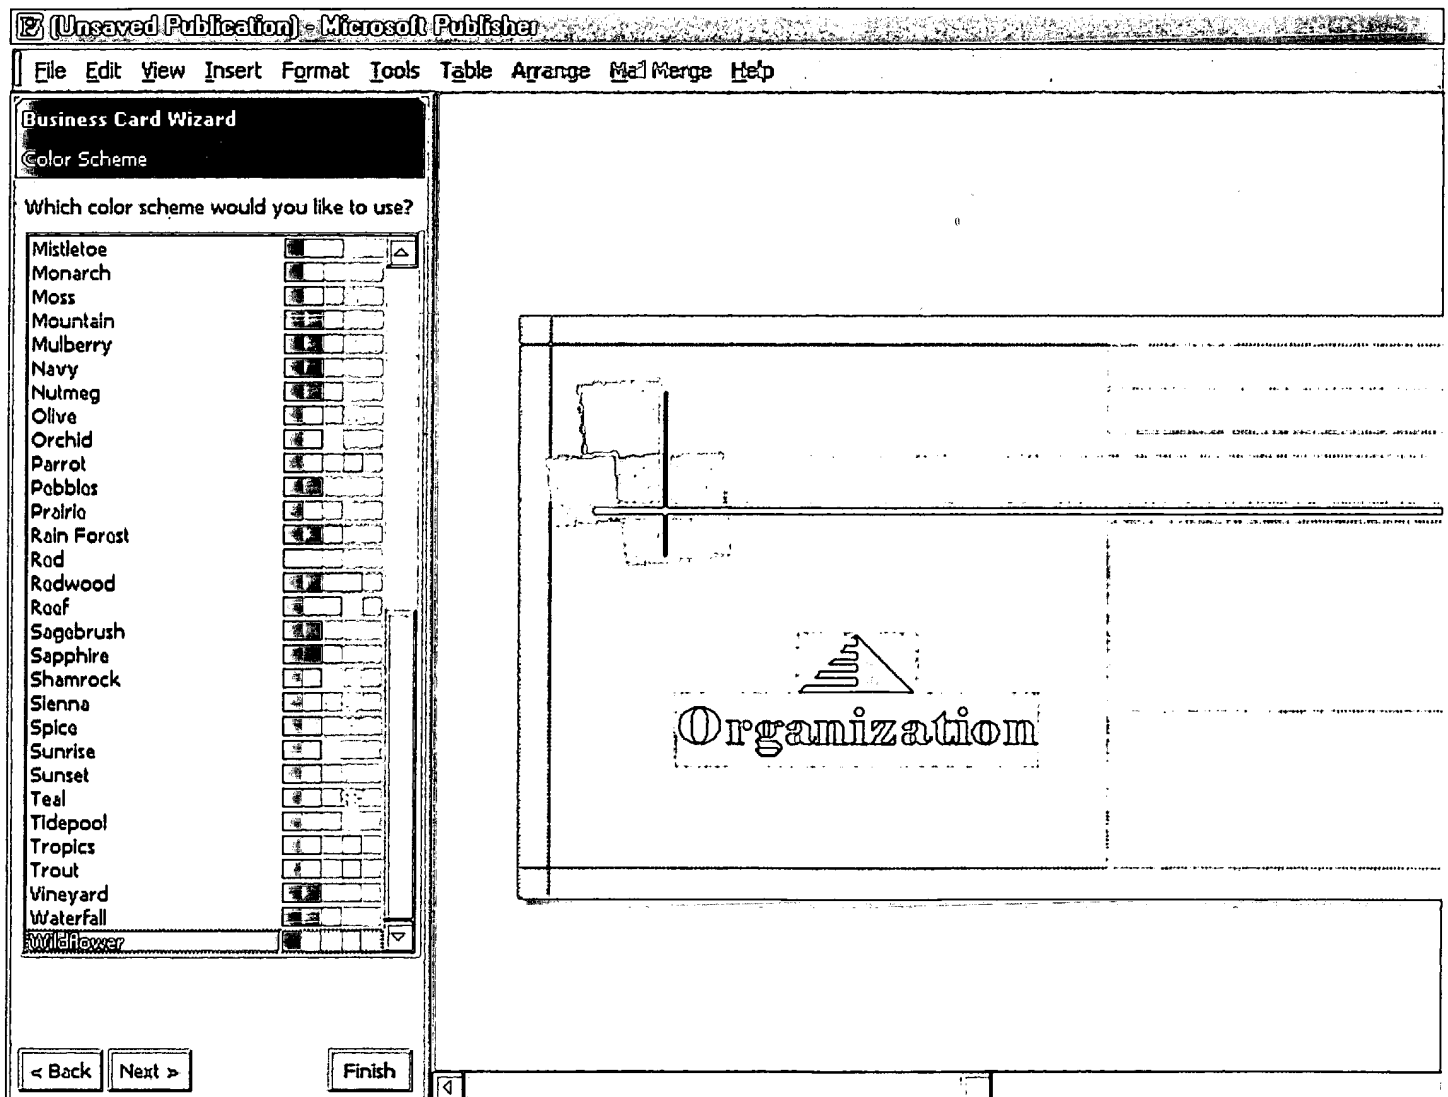 (Unsaved Publication) - Microsoft Publisher
File Edit View Insert Format Tools Table Arrange Mail Merge Help
Business Card Wizard
Color Scheme
Which color scheme would you like to use?
Mistletoe
Monarch
Moss
Mountain
Mulberry
Navy
Nutmeg
Olive
Orchid
Parrot
Pebbles
Prairie
Rain Forest
Red
Redwood
Reef
Sagebrush
Sapphire
Shamrock
Sienna
Spice
Sunrise
Sunset
Teal
Tidepool
Tropics
Trout
Vineyard
Waterfall
Wildflower
Organization
< Back Next > Finish